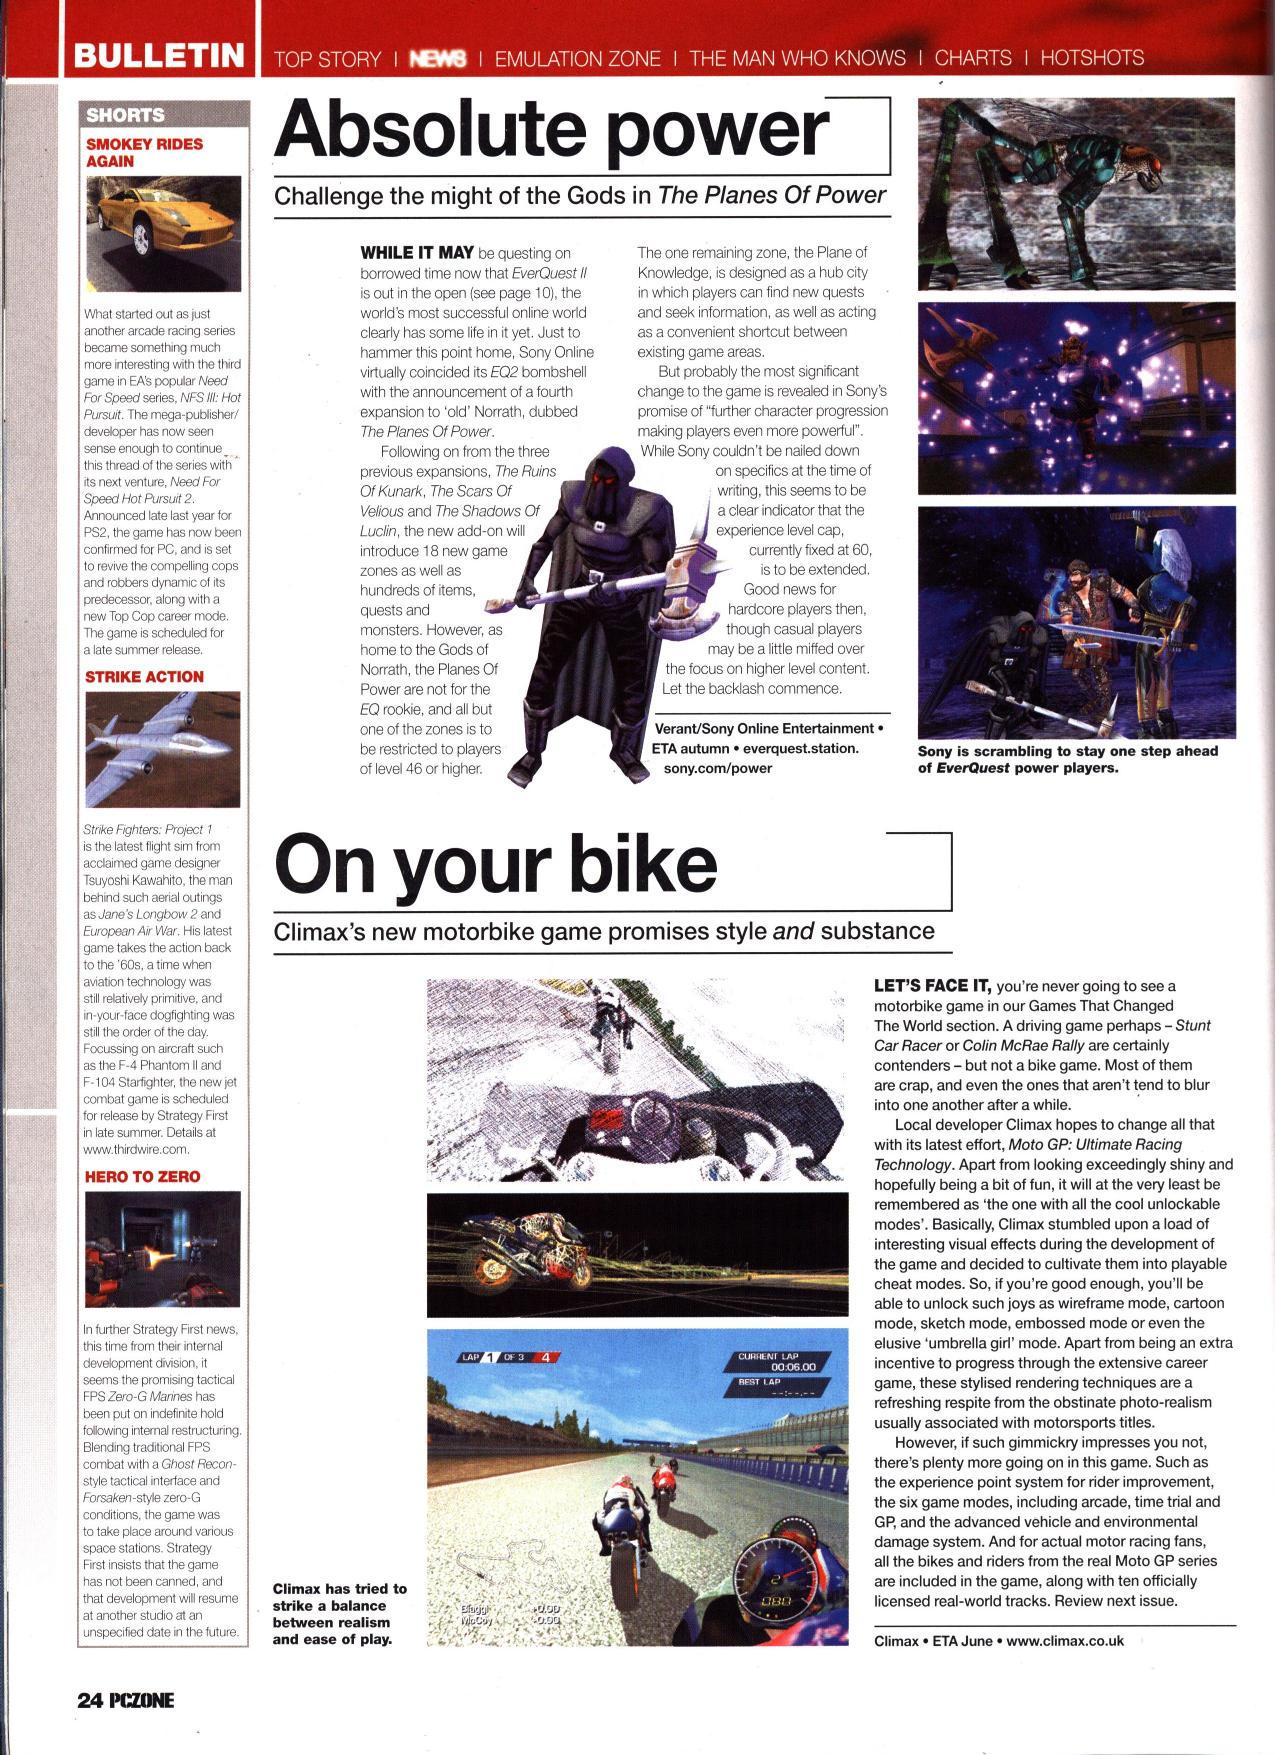 BULLETIN
TOP STORY | NEWS | EMULATION ZONE | THE MAN WHO KNOWS | CHARTS | HOTSHOTS
SHORTS
SMOKEY RIDES
AGAIN
What started out as just
another arcade racing series
became something much
more interesting with the third
game in EA's popular Need
For Speed series, NFS III: Hot
Pursuit. The mega-publisher/
developer has now seen
sense enough to continue
this thread of the series with
its next venture, Need For
Speed Hot Pursuit 2.
Announced late last year for
PS2, the game has now been
confirmed for PC, and is set
to revive the compelling cops
and robbers dynamic of its
predecessor, along with a
new Top Cop career mode.
The game is scheduled for
a late summer release.
STRIKE ACTION
Strike Fighters: Project 1
is the latest flight sim from
acclaimed game designer
Tsuyoshi Kawahito, the man
behind such aerial outings
as Jane's Longbow 2 and
European Air War. His latest
game takes the action back
to the '60s, a time when
aviation technology was
still relatively primitive, and
in-your-face dogfighting was
still the order of the day.
Focussing on aircraft such
as the F-4 Phantom II and
F-104 Starfighter, the new jet
combat game is scheduled
for release by Strategy First
in late summer. Details at
www.thirdwire.com.
HERO TO ZERO
In further Strategy First news,
this time from their internal
development division, it
seems the promising tactical
FPS Zero-G Marines has
been put on indefinite hold
following internal restructuring.
Blending traditional FPS
combat with a Ghost Recon-
style tactical interface and
Forsaken-style zero-G
conditions, the game was
to take place around various
space stations. Strategy
First insists that the game
has not been canned, and
that development will resume
at another studio at an
unspecified date in the future.
Absolute power
Challenge the might of the Gods in The Planes Of Power
WHILE IT MAY be questing on
borrowed time now that EverQuest II
is out in the open (see page 10), the
world's most successful online world
clearly has some life in it yet. Just to
hammer this point home, Sony Online
virtually coincided its EQ2 bombshell
with the announcement of a fourth
expansion to 'old' Norrath, dubbed
The Planes Of Power.
Following on from the three
previous expansions, The Ruins
Of Kunark, The Scars Of
Velious and The Shadows Of
Luclin, the new add-on will
introduce 18 new game
zones as well as
hundreds of items,
quests and
monsters. However, as
home to the Gods of
Norrath, the Planes Of
Power are not for the
EQ rookie, and all but
one of the zones is to
be restricted to players
of level 46 or higher.
The one remaining zone, the Plane of
Knowledge, is designed as a hub city
in which players can find new quests
and seek information, as well as acting
as a convenient shortcut between
existing game areas.
But probably the most significant
change to the game is revealed in Sony's
promise of "further character progression
making players even more powerful".
While Sony couldn't be nailed down
on specifics at the time of
writing, this seems to be
a clear indicator that the
experience level cap,
currently fixed at 60,
is to be extended.
Good news for
hardcore players then,
though casual players
may be a little miffed over
the focus on higher level content.
Let the backlash commence.
Verant/Sony Online Entertainment •
ETA autumn • everquest.station.
sony.com/power
Sony is scrambling to stay one step ahead
of EverQuest power players.
On your bike
Climax's new motorbike game promises style and substance
LAP 1 OF 3 4
CURRENT LAP
00:06.00
BEST LAP
--:--.--
Biaggi +0.00
McCoy +0.00
2
080
Climax has tried to
strike a balance
between realism
and ease of play.
LET'S FACE IT, you're never going to see a
motorbike game in our Games That Changed
The World section. A driving game perhaps – Stunt
Car Racer or Colin McRae Rally are certainly
contenders – but not a bike game. Most of them
are crap, and even the ones that aren't tend to blur
into one another after a while.
Local developer Climax hopes to change all that
with its latest effort, Moto GP: Ultimate Racing
Technology. Apart from looking exceedingly shiny and
hopefully being a bit of fun, it will at the very least be
remembered as 'the one with all the cool unlockable
modes'. Basically, Climax stumbled upon a load of
interesting visual effects during the development of
the game and decided to cultivate them into playable
cheat modes. So, if you're good enough, you'll be
able to unlock such joys as wireframe mode, cartoon
mode, sketch mode, embossed mode or even the
elusive 'umbrella girl' mode. Apart from being an extra
incentive to progress through the extensive career
game, these stylised rendering techniques are a
refreshing respite from the obstinate photo-realism
usually associated with motorsports titles.
However, if such gimmickry impresses you not,
there's plenty more going on in this game. Such as
the experience point system for rider improvement,
the six game modes, including arcade, time trial and
GP, and the advanced vehicle and environmental
damage system. And for actual motor racing fans,
all the bikes and riders from the real Moto GP series
are included in the game, along with ten officially
licensed real-world tracks. Review next issue.
Climax • ETA June • www.climax.co.uk
24 PCZONE